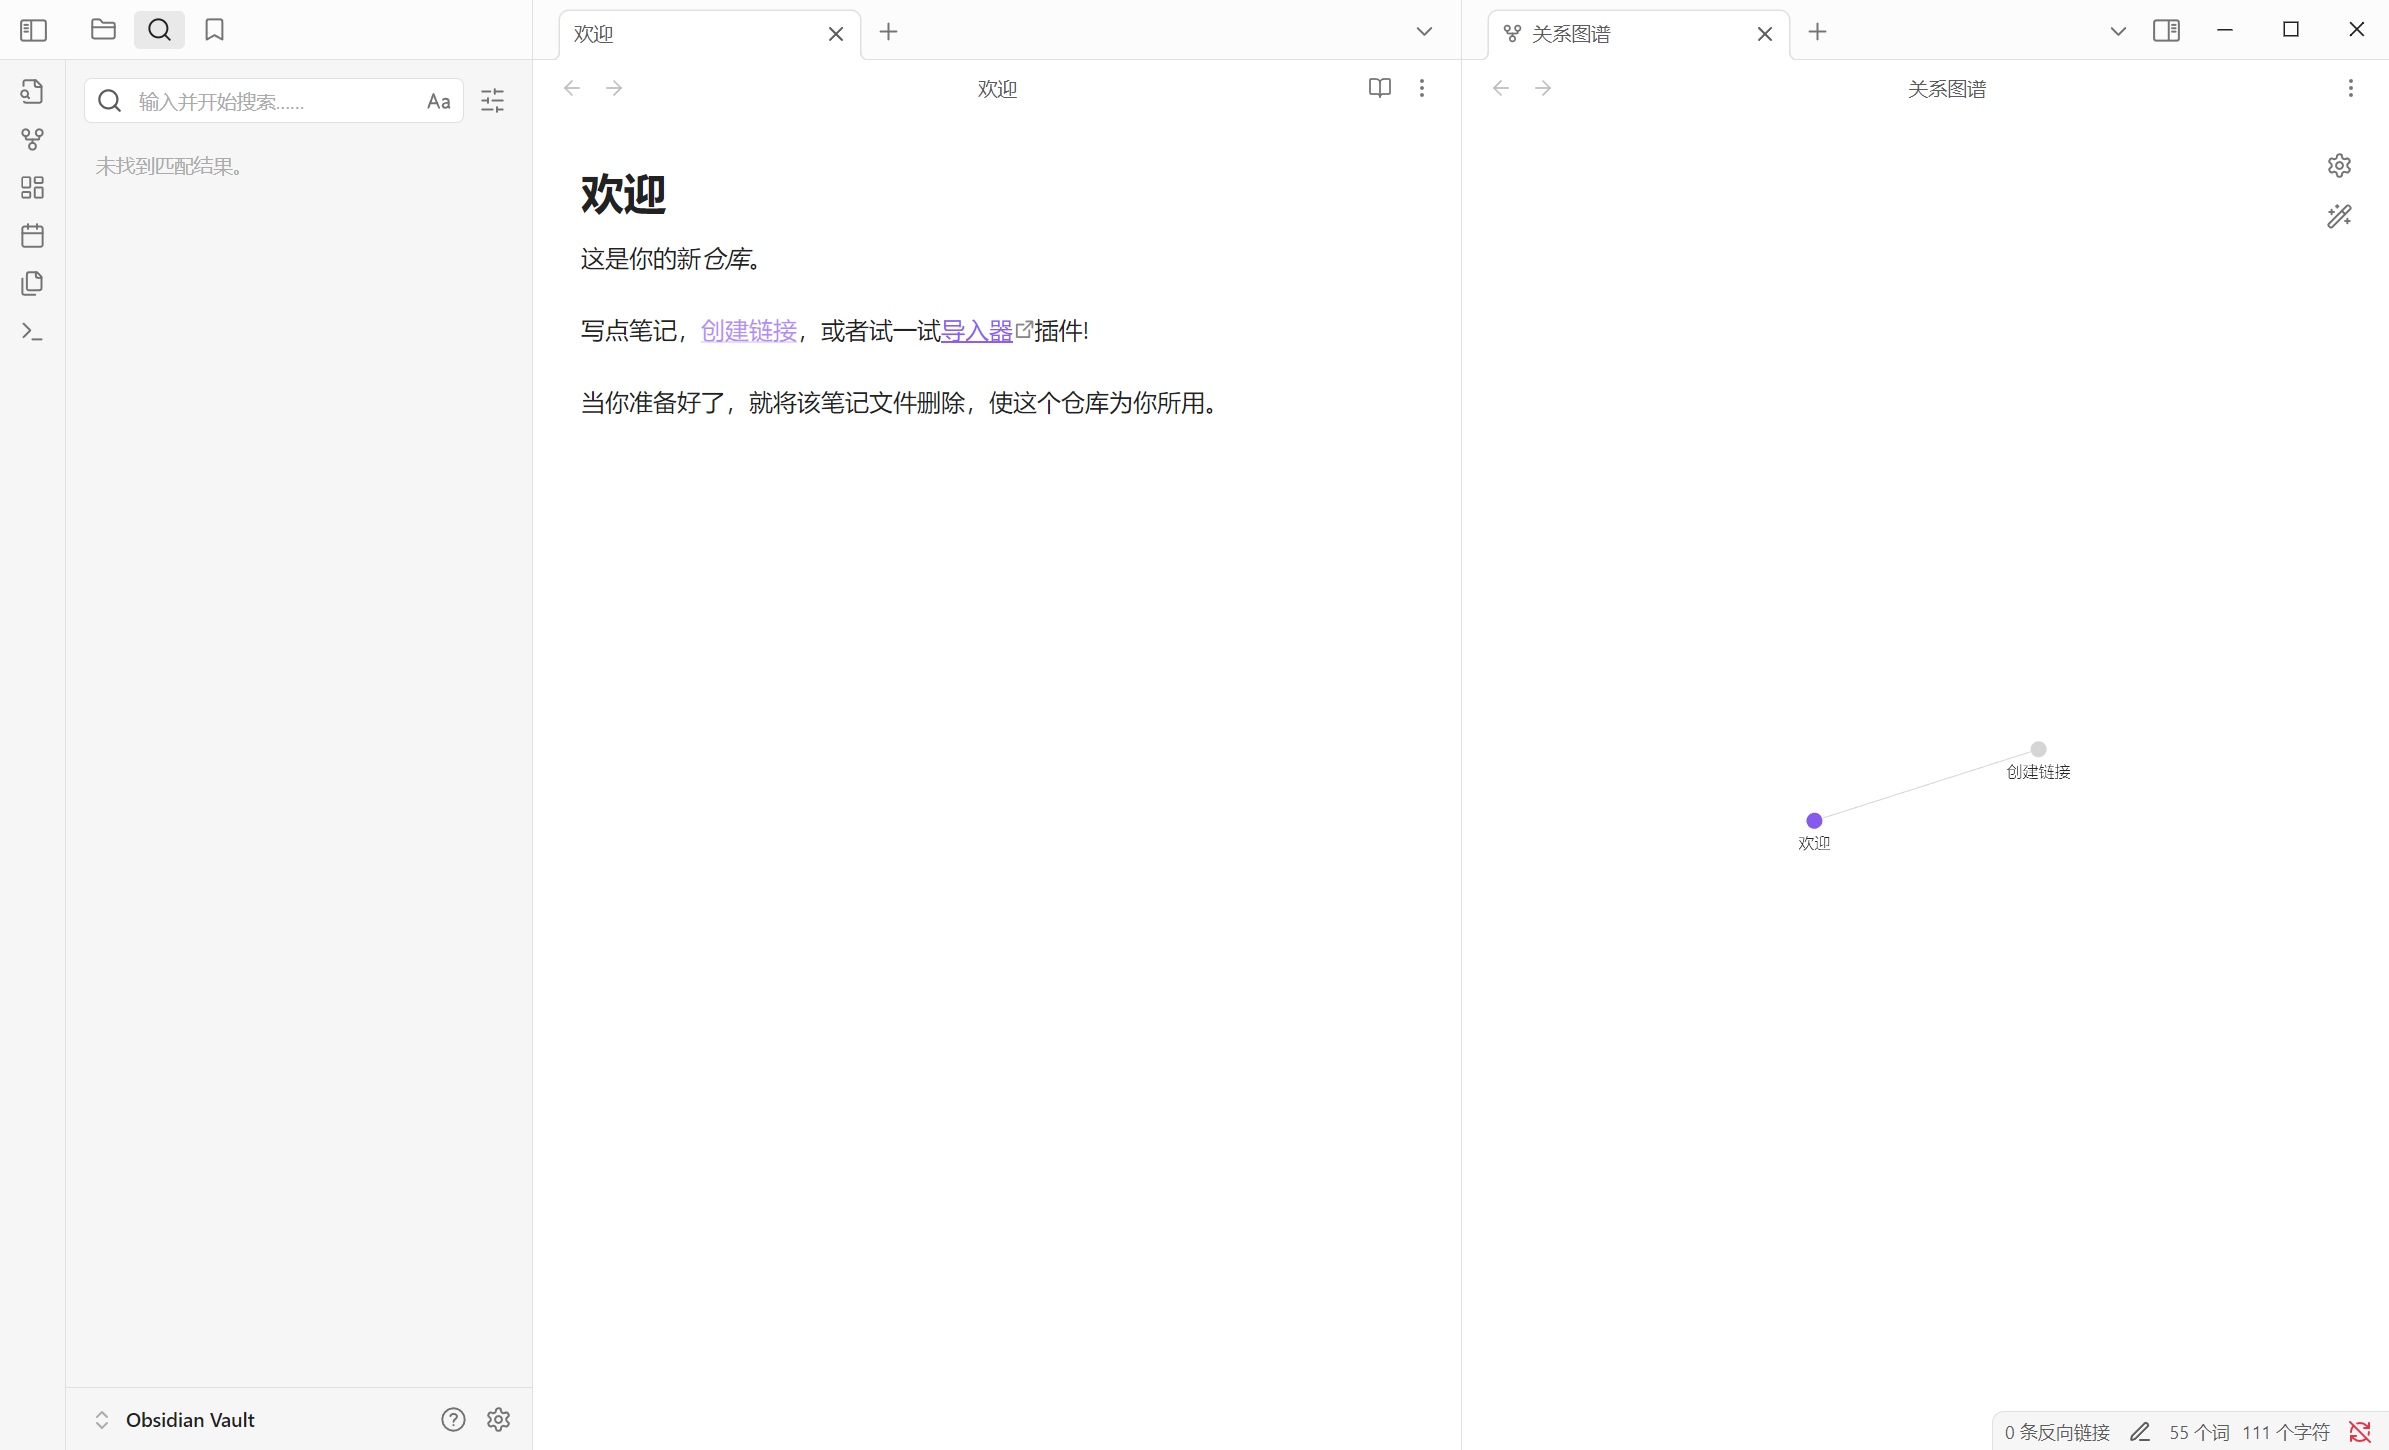 欢迎
关系图谱
输入并开始搜索...... Aa
未找到匹配结果。
欢迎
欢迎
这是你的新仓库。
写点笔记，创建链接，或者试一试导入器插件!
当你准备好了，就将该笔记文件删除，使这个仓库为你所用。
关系图谱
创建链接
欢迎
Obsidian Vault
0 条反向链接 55 个词 111 个字符